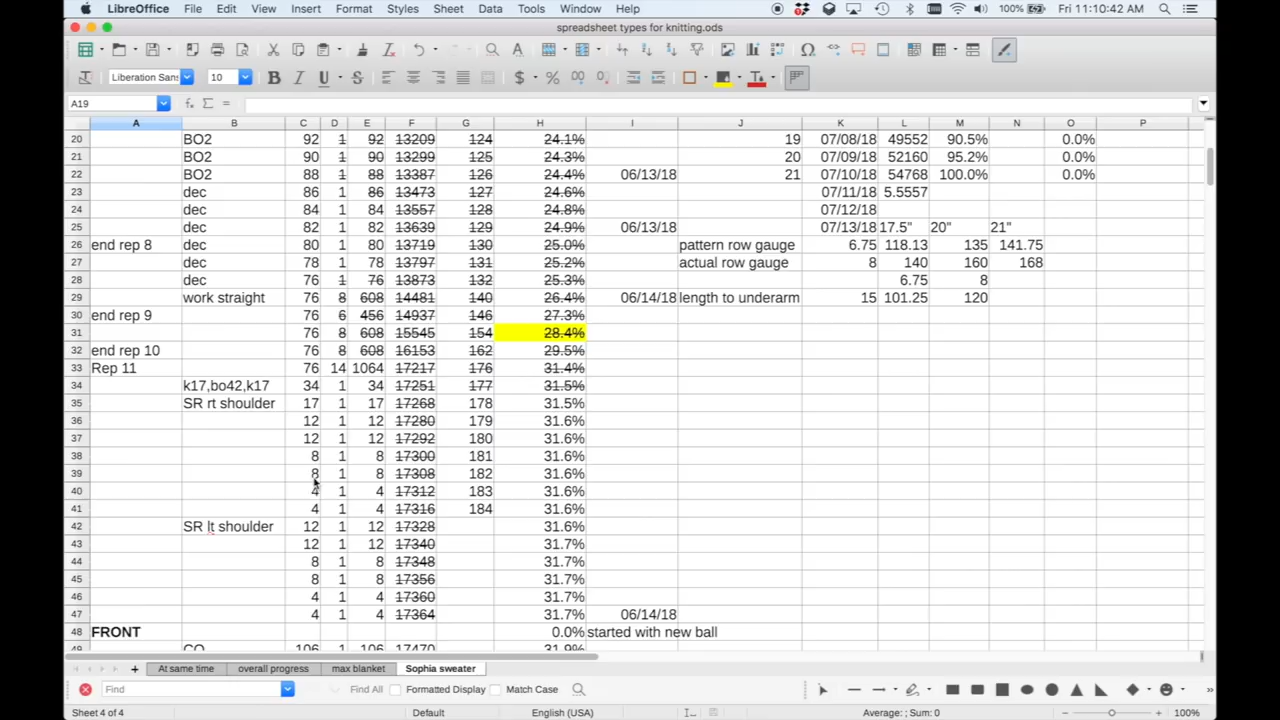 LibreOffice File Edit View Insert Format Styles Sheet Data Tools Window Help 100% Fri 11:10:42 AM
spreadsheet types for knitting.ods
Liberation Sans 10
A19
A B C D E F G H I J K L M N O P
20 BO2 92 1 92 13209 124 24.1% 19 07/08/18 49552 90.5% 0.0%
21 BO2 90 1 90 13299 125 24.3% 20 07/09/18 52160 95.2% 0.0%
22 BO2 88 1 88 13387 126 24.4% 06/13/18 21 07/10/18 54768 100.0% 0.0%
23 dec 86 1 86 13473 127 24.6% 07/11/18 5.5557
24 dec 84 1 84 13557 128 24.8% 07/12/18
25 dec 82 1 82 13639 129 24.9% 06/13/18 07/13/18 17.5" 20" 21"
26 end rep 8 dec 80 1 80 13719 130 25.0% pattern row gauge 6.75 118.13 135 141.75
27 dec 78 1 78 13797 131 25.2% actual row gauge 8 140 160 168
28 dec 76 1 76 13873 132 25.3% 6.75 8
29 work straight 76 8 608 14481 140 26.4% 06/14/18 length to underarm 15 101.25 120
30 end rep 9 76 6 456 14937 146 27.3%
31 76 8 608 15545 154 28.4%
32 end rep 10 76 8 608 16153 162 29.5%
33 Rep 11 76 14 1064 17217 176 31.4%
34 k17,bo42,k17 34 1 34 17251 177 31.5%
35 SR rt shoulder 17 1 17 17268 178 31.5%
36 12 1 12 17280 179 31.6%
37 12 1 12 17292 180 31.6%
38 8 1 8 17300 181 31.6%
39 8 1 8 17308 182 31.6%
40 4 1 4 17312 183 31.6%
41 4 1 4 17316 184 31.6%
42 SR lt shoulder 12 1 12 17328 31.6%
43 12 1 12 17340 31.7%
44 8 1 8 17348 31.7%
45 8 1 8 17356 31.7%
46 4 1 4 17360 31.7%
47 4 1 4 17364 31.7% 06/14/18
48 FRONT 0.0% started with new ball
49 CO 106 1 106 17470 31.9%
At same time overall progress max blanket Sophia sweater
Find Find All Formatted Display Match Case
Sheet 4 of 4 Default English (USA) Average: ; Sum: 0 100%